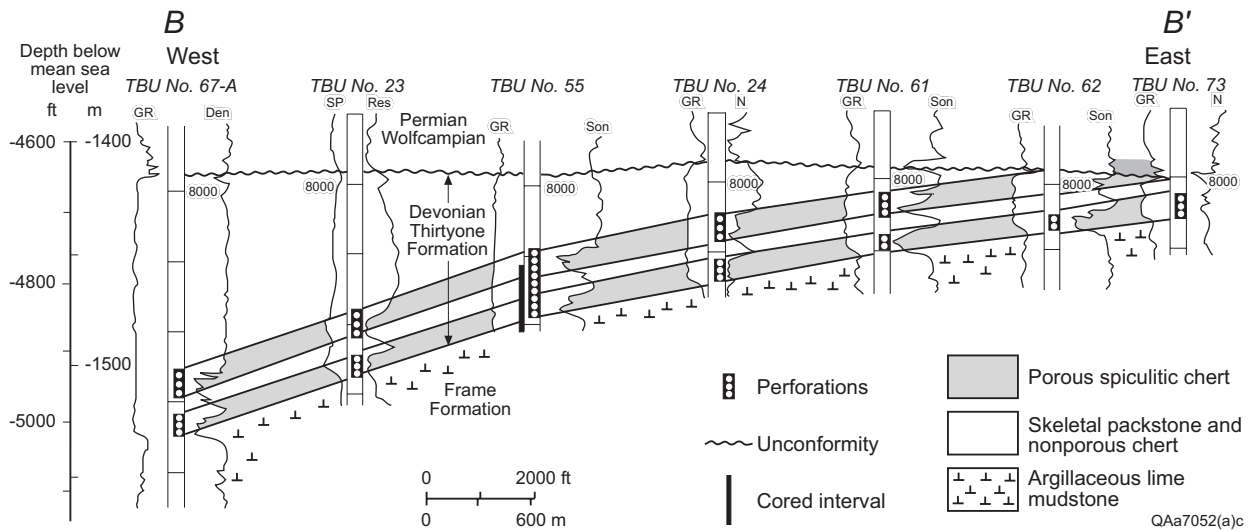 B
B'
West
East
Depth below
mean sea
level
ft m
TBU No. 67-A
TBU No. 23
TBU No. 55
TBU No. 24
TBU No. 61
TBU No. 62
TBU No. 73
GR Den
SP Res
GR Son
GR N
GR Son
GR Son
GR N
Permian
Wolfcampian
-4600
-1400
8000
8000
8000
8000
8000
8000
8000
Devonian
Thirtyone
Formation
-4800
-1500
-5000
Frame
Formation
Perforations
Unconformity
Cored interval
Porous spiculitic chert
Skeletal packstone and
nonporous chert
Argillaceous lime
mudstone
0 2000 ft
0 600 m
QAa7052(a)c